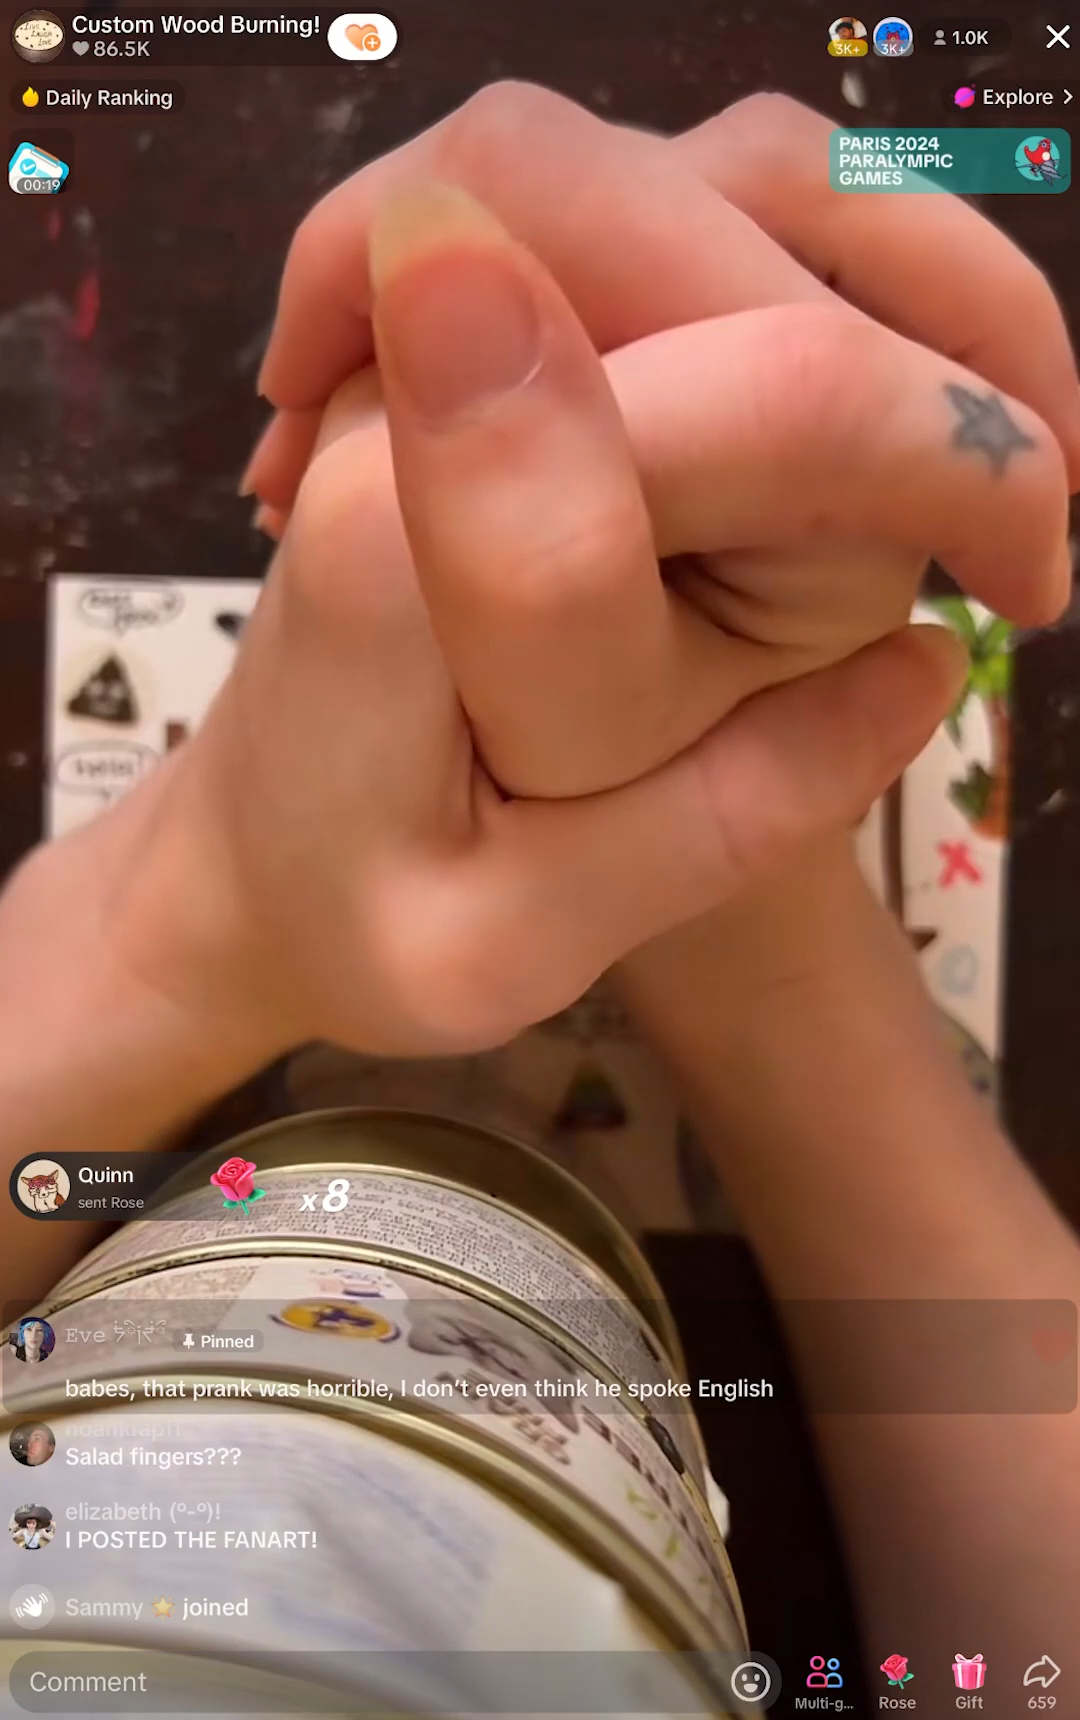 Custom Wood Burning!
86.5K
3K+
3K+
1.0K
Daily Ranking
Explore >
00:19
PARIS 2024
PARALYMPIC
GAMES
Quinn
sent Rose
x8
Eve
Pinned
babes, that prank was horrible, I don't even think he spoke English
Salad fingers???
elizabeth (º-º)!
I POSTED THE FANART!
Sammy ⭐ joined
Comment
Multi-g...
Rose
Gift
659